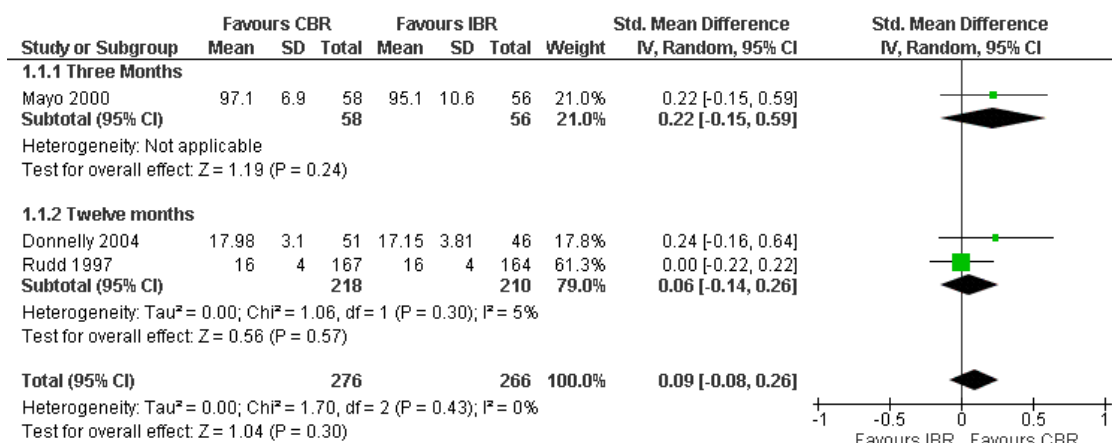 Favours CBR Favours IBR Std. Mean Difference Std. Mean Difference
Study or Subgroup Mean SD Total Mean SD Total Weight IV, Random, 95% CI IV, Random, 95% CI
1.1.1 Three Months
Mayo 2000 97.1 6.9 58 95.1 10.6 56 21.0% 0.22 [-0.15, 0.59]
Subtotal (95% CI) 58 56 21.0% 0.22 [-0.15, 0.59]
Heterogeneity: Not applicable
Test for overall effect: Z = 1.19 (P = 0.24)
1.1.2 Twelve months
Donnelly 2004 17.98 3.1 51 17.15 3.81 46 17.8% 0.24 [-0.16, 0.64]
Rudd 1997 16 4 167 16 4 164 61.3% 0.00 [-0.22, 0.22]
Subtotal (95% CI) 218 210 79.0% 0.06 [-0.14, 0.26]
Heterogeneity: Tau² = 0.00; Chi² = 1.06, df = 1 (P = 0.30); I² = 5%
Test for overall effect: Z = 0.56 (P = 0.57)
Total (95% CI) 276 266 100.0% 0.09 [-0.08, 0.26]
Heterogeneity: Tau² = 0.00; Chi² = 1.70, df = 2 (P = 0.43); I² = 0%
Test for overall effect: Z = 1.04 (P = 0.30)
-1 -0.5 0 0.5 1
Favours IBR Favours CBR